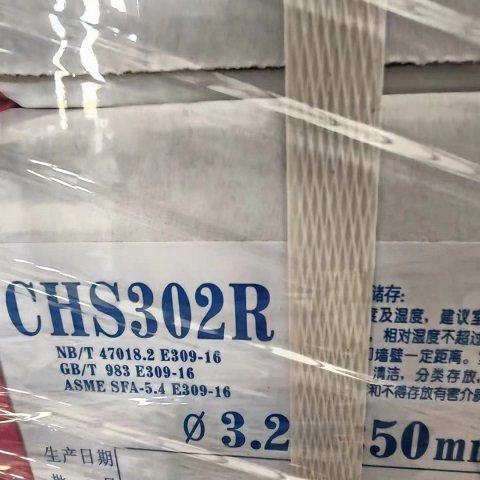 CHS302R
NB/T 47018.2 E309-16
GB/T 983 E309-16
ASME SFA-5.4 E309-16
Ø 3.2 50mm
生产日期
储存:
度及湿度,建议室
相对湿度不超过
墙壁一定距离。
清洁,分类存放,
和不得存放有害介质